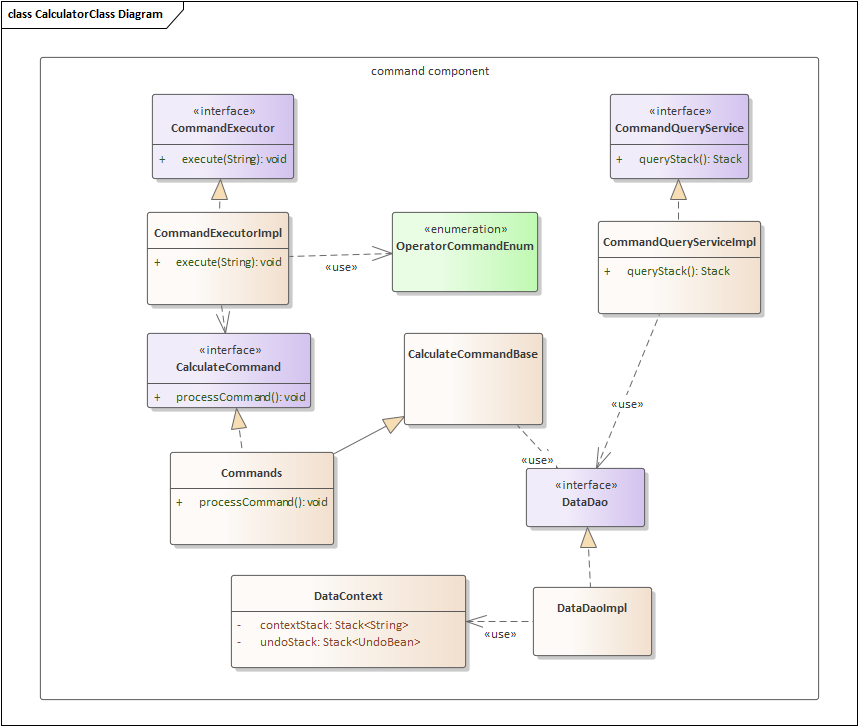 class CalculatorClass Diagram
command component
«interface»
CommandExecutor
+ execute(String): void
«interface»
CommandQueryService
+ queryStack(): Stack
CommandExecutorImpl
+ execute(String): void
«enumeration»
OperatorCommandEnum
«use»
CommandQueryServiceImpl
+ queryStack(): Stack
«interface»
CalculateCommand
+ processCommand(): void
CalculateCommandBase
«use»
Commands
+ processCommand(): void
«use»
«interface»
DataDao
DataContext
- contextStack: Stack<String>
- undoStack: Stack<UndoBean>
DataDaoImpl
«use»